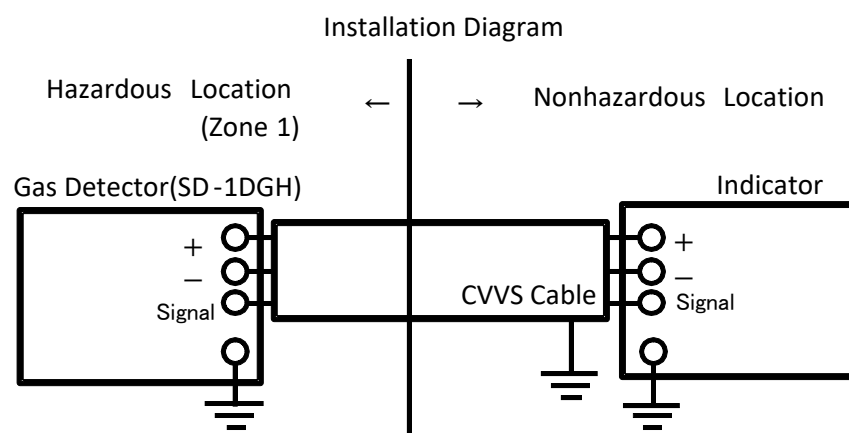 Installation Diagram
Hazardous Location
(Zone 1)
← →
Nonhazardous Location
Gas Detector(SD-1DGH)
Indicator
+
−
Signal
CVVS Cable
+
−
Signal